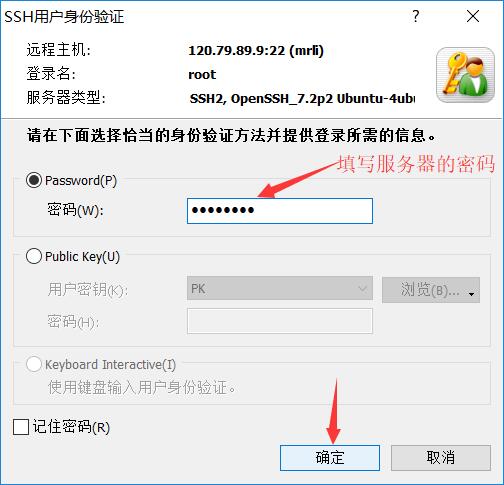 SSH用户身份验证
远程主机: 120.79.89.9:22 (mrli)
登录名: root
服务器类型: SSH2, OpenSSH_7.2p2 Ubuntu-4ubu
请在下面选择恰当的身份验证方法并提供登录所需的信息。
填写服务器的密码
Password(P)
密码(W): ●●●●●●●●
Public Key(U)
用户密钥(K): PK 浏览(B)...
密码(H):
Keyboard Interactive(I)
使用键盘输入用户身份验证。
记住密码(R)
确定 取消